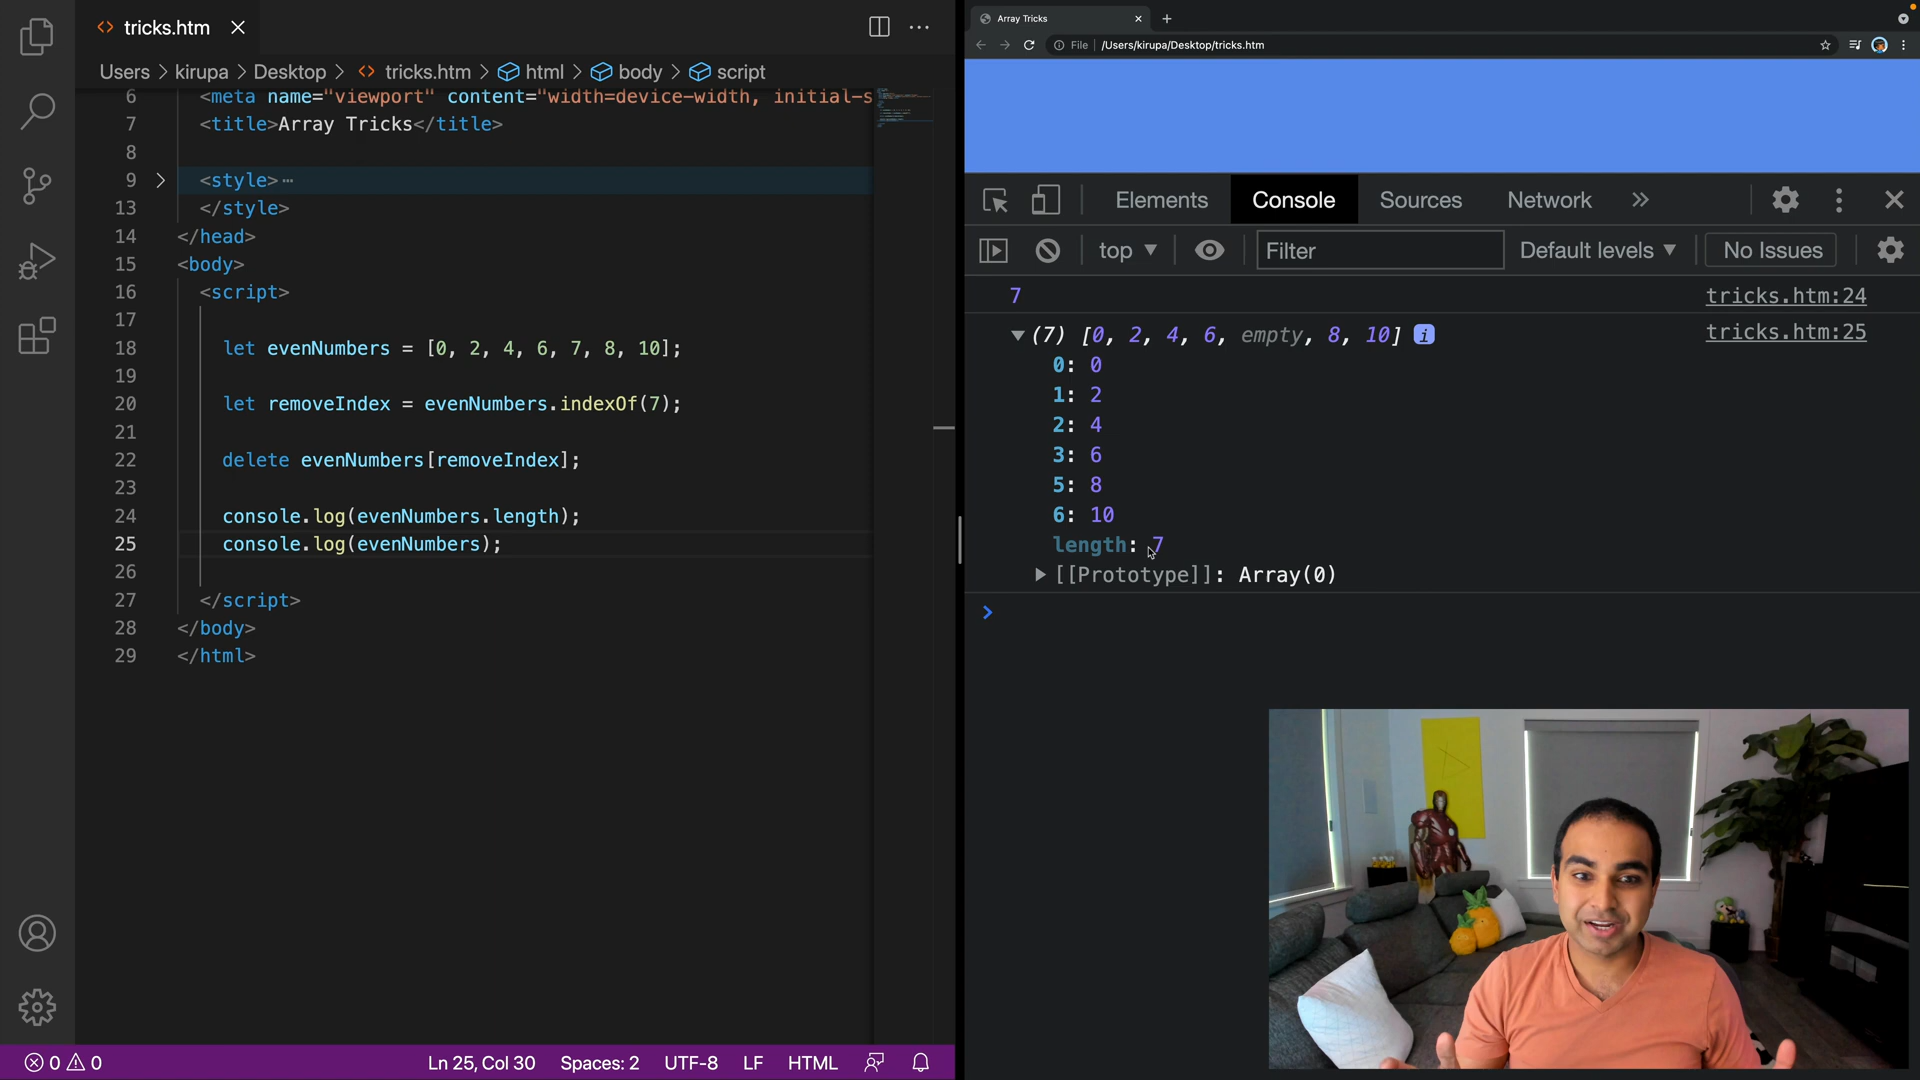 tricks.htm
Users > kirupa > Desktop > tricks.htm > html > body > script
6 <meta name="viewport" content="width=device-width, initial-s
7 <title>Array Tricks</title>
8
9 <style>…
13 </style>
14 </head>
15 <body>
16 <script>
17
18 let evenNumbers = [0, 2, 4, 6, 7, 8, 10];
19
20 let removeIndex = evenNumbers.indexOf(7);
21
22 delete evenNumbers[removeIndex];
23
24 console.log(evenNumbers.length);
25 console.log(evenNumbers);
26
27 </script>
28 </body>
29 </html>
0 0
Ln 25, Col 30 Spaces: 2 UTF-8 LF HTML
Array Tricks
File | /Users/kirupa/Desktop/tricks.htm
Elements Console Sources Network
top Filter Default levels No Issues
7 tricks.htm:24
(7) [0, 2, 4, 6, empty, 8, 10] i tricks.htm:25
0: 0
1: 2
2: 4
3: 6
5: 8
6: 10
length: 7
[[Prototype]]: Array(0)